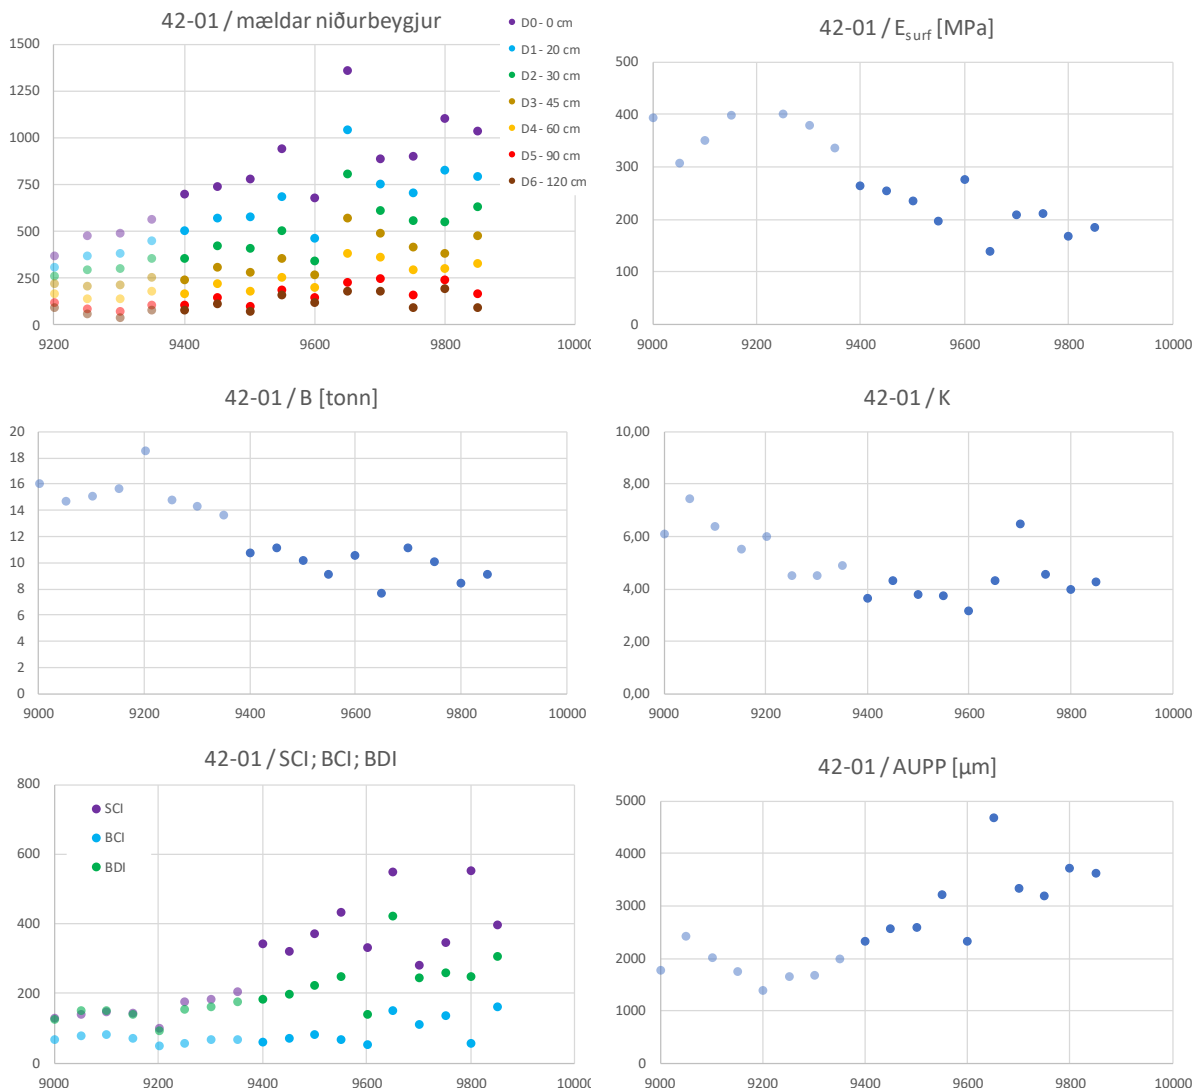 42-01 / mældar niðurbeygjur
1500
1250
1000
750
500
250
0
9200 9400 9600 9800 10000
D0 - 0 cm
D1 - 20 cm
D2 - 30 cm
D3 - 45 cm
D4 - 60 cm
D5 - 90 cm
D6 - 120 cm
42-01 / Esurf [MPa]
500
400
300
200
100
0
9000 9200 9400 9600 9800 10000
42-01 / B [tonn]
20
18
16
14
12
10
8
6
4
2
0
9000 9200 9400 9600 9800 10000
42-01 / K
10,00
8,00
6,00
4,00
2,00
0,00
9000 9200 9400 9600 9800 10000
42-01 / SCI; BCI; BDI
800
600
400
200
0
SCI
BCI
BDI
9000 9200 9400 9600 9800 10000
42-01 / AUPP [µm]
5000
4000
3000
2000
1000
0
9000 9200 9400 9600 9800 10000